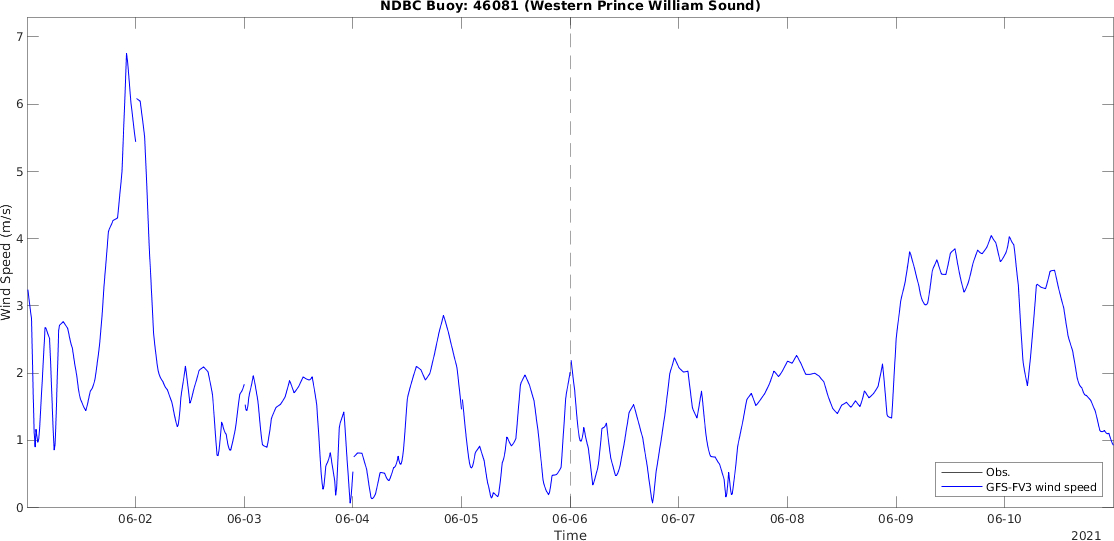 NDBC Buoy: 46081 (Western Prince William Sound)
7
6
5
4
3
2
1
0
Wind Speed (m/s)
06-02 06-03 06-04 06-05 06-06 06-07 06-08 06-09 06-10
Time
2021
Obs.
GFS-FV3 wind speed